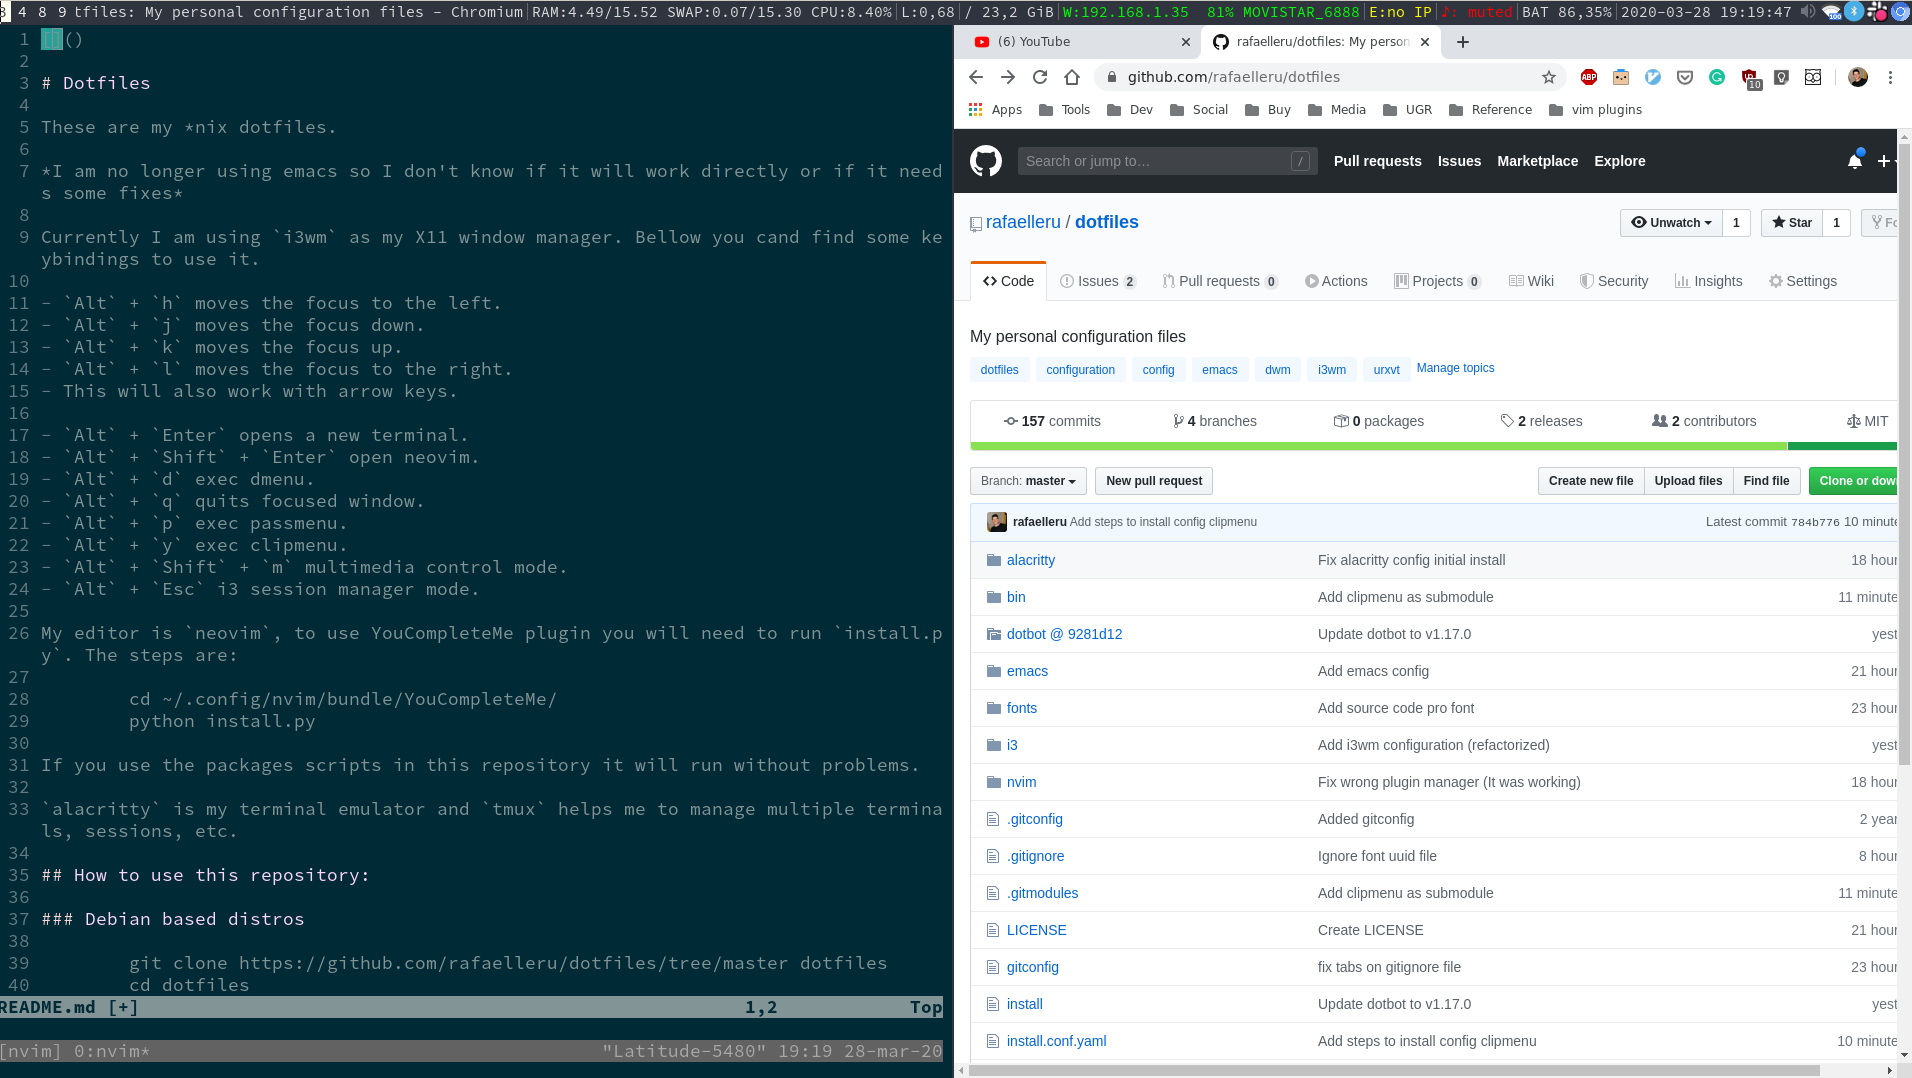 3 4 8 9 tfiles: My personal configuration files - Chromium RAM:4.49/15.52 SWAP:0.07/15.30 CPU:8.40% L:0,68 / 23,2 GiB W:192.168.1.35 81% MOVISTAR_6888 E:no IP ♪: muted BAT 86,35% 2020-03-28 19:19:47
1 []()
2
3 # Dotfiles
4
5 These are my *nix dotfiles.
6
7 *I am no longer using emacs so I don't know if it will work directly or if it need
s some fixes*
8
9 Currently I am using `i3wm` as my X11 window manager. Bellow you cand find some ke
ybindings to use it.
10
11 - `Alt` + `h` moves the focus to the left.
12 - `Alt` + `j` moves the focus down.
13 - `Alt` + `k` moves the focus up.
14 - `Alt` + `l` moves the focus to the right.
15 - This will also work with arrow keys.
16
17 - `Alt` + `Enter` opens a new terminal.
18 - `Alt` + `Shift` + `Enter` open neovim.
19 - `Alt` + `d` exec dmenu.
20 - `Alt` + `q` quits focused window.
21 - `Alt` + `p` exec passmenu.
22 - `Alt` + `y` exec clipmenu.
23 - `Alt` + `Shift` + `m` multimedia control mode.
24 - `Alt` + `Esc` i3 session manager mode.
25
26 My editor is `neovim`, to use YouCompleteMe plugin you will need to run `install.p
y`. The steps are:
27
28 cd ~/.config/nvim/bundle/YouCompleteMe/
29 python install.py
30
31 If you use the packages scripts in this repository it will run without problems.
32
33 `alacritty` is my terminal emulator and `tmux` helps me to manage multiple termina
ls, sessions, etc.
34
35 ## How to use this repository:
36
37 ### Debian based distros
38
39 git clone https://github.com/rafaelleru/dotfiles/tree/master dotfiles
40 cd dotfiles
README.md [+] 1,2 Top
[nvim] 0:nvim* "Latitude-5480" 19:19 28-mar-20
(6) YouTube rafaelleru/dotfiles: My person
github.com/rafaelleru/dotfiles ABP 10
Apps Tools Dev Social Buy Media UGR Reference vim plugins
Search or jump to… / Pull requests Issues Marketplace Explore
rafaelleru / dotfiles Unwatch 1 Star 1 Fo
Code Issues 2 Pull requests 0 Actions Projects 0 Wiki Security Insights Settings
My personal configuration files
dotfiles configuration config emacs dwm i3wm urxvt Manage topics
157 commits 4 branches 0 packages 2 releases 2 contributors MIT
Branch: master New pull request Create new file Upload files Find file Clone or dow
rafaelleru Add steps to install config clipmenu Latest commit 784b776 10 minute
alacritty Fix alacritty config initial install 18 hour
bin Add clipmenu as submodule 11 minute
dotbot @ 9281d12 Update dotbot to v1.17.0 yest
emacs Add emacs config 21 hour
fonts Add source code pro font 23 hour
i3 Add i3wm configuration (refactorized) yest
nvim Fix wrong plugin manager (It was working) 18 hour
.gitconfig Added gitconfig 2 year
.gitignore Ignore font uuid file 8 hour
.gitmodules Add clipmenu as submodule 11 minute
LICENSE Create LICENSE 21 hour
gitconfig fix tabs on gitignore file 23 hour
install Update dotbot to v1.17.0 yest
install.conf.yaml Add steps to install config clipmenu 10 minute